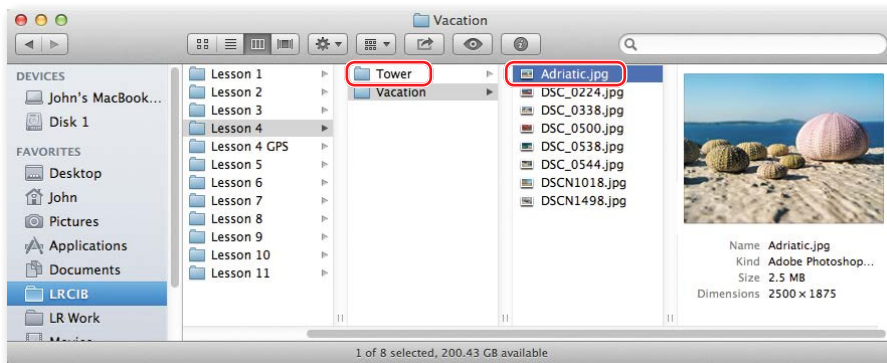 Vacation
DEVICES
John's MacBook...
Disk 1
FAVORITES
Desktop
John
Pictures
Applications
Documents
LRCIB
LR Work
Lesson 1
Lesson 2
Lesson 3
Lesson 4
Lesson 4 GPS
Lesson 5
Lesson 6
Lesson 7
Lesson 8
Lesson 9
Lesson 10
Lesson 11
Tower
Vacation
Adriatic.jpg
DSC_0224.jpg
DSC_0338.jpg
DSC_0500.jpg
DSC_0538.jpg
DSC_0544.jpg
DSCN1018.jpg
DSCN1498.jpg
Name Adriatic.jpg
Kind Adobe Photoshop...
Size 2.5 MB
Dimensions 2500 × 1875
1 of 8 selected, 200.43 GB available